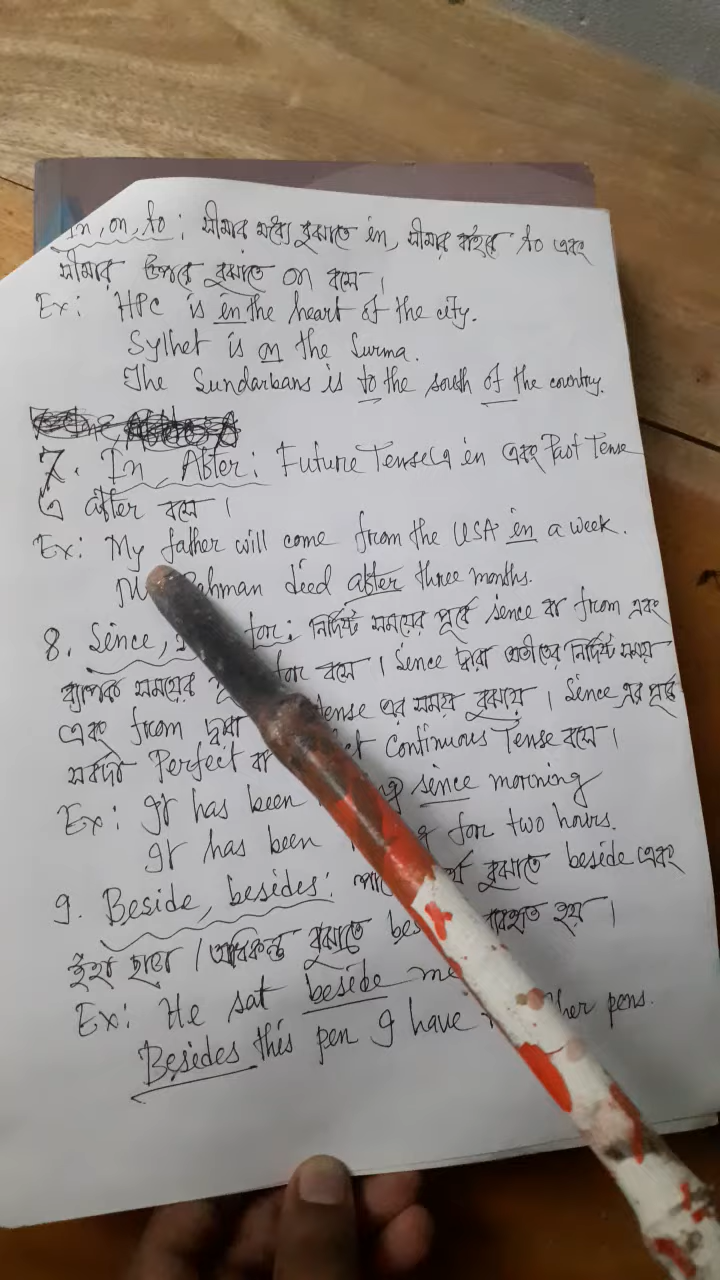 In, on, to : সীমার মধ্যে বুঝাতে in, সীমার বাইরে to এবং
সীমার উপরে বুঝাতে on বসে।
Ex: HPC is in the heart of the city.
Sylhet is on the Surma.
The Sundarbans is to the south of the country.
7. In, After: Future Tense এ in এবং Past Tense
এ after বসে।
Ex: My father will come from the USA in a week.
Rahman died after three months.
8. Since, for: নির্দিষ্ট সময়ের পূর্বে since বা from এবং
ব্যাপক সময়ের for বসে। Since দ্বারা অতীতের নির্দিষ্ট সময়
এবং from দ্বারা Tense এর সময় বুঝায়। Since এর পূর্বে
সর্বদা Perfect বা Continuous Tense বসে।
Ex: It has been since morning
It has been for two hours.
9. Beside, besides: বুঝাতে beside এবং
ইহা ছাড়া / অধিকন্তু বুঝাতে হয়।
Ex: He sat beside me
Besides this pen I have pens.